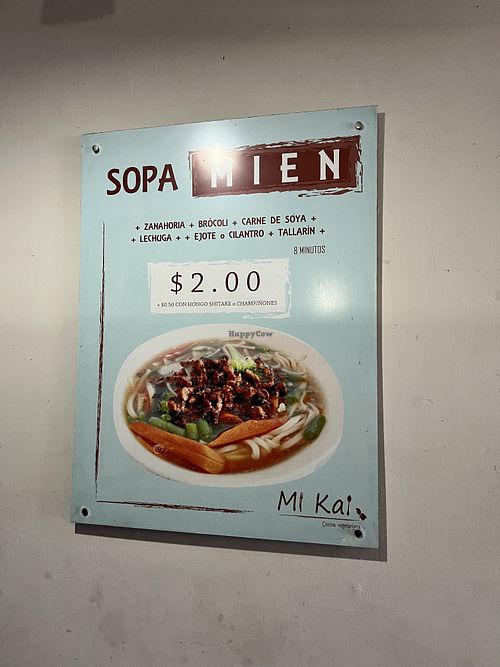 SOPA MIEN
+ ZANAHORIA + BRÓCOLI + CARNE DE SOYA +
+ LECHUGA + + EJOTE o CILANTRO + TALLARÍN +
8 MINUTOS
$2.00
+ $0.50 CON HONGO SHITAKE o CHAMPIÑONES
HappyCow
Mi Kai
Cocina vegetariana